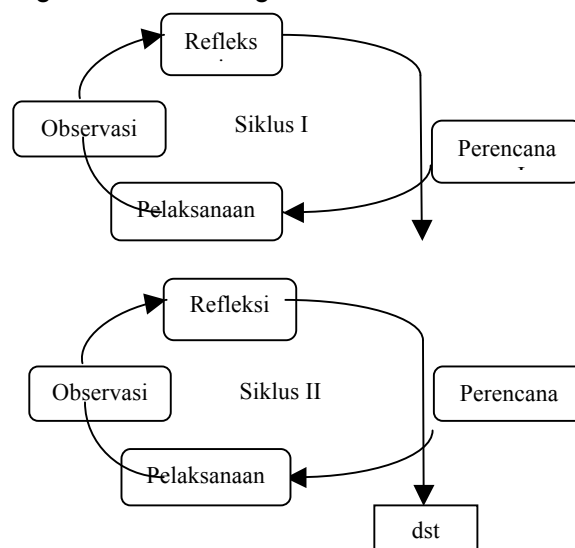 Refleks
Observasi
Siklus I
Perencana
Pelaksanaan
Refleksi
Observasi
Siklus II
Perencana
Pelaksanaan
dst